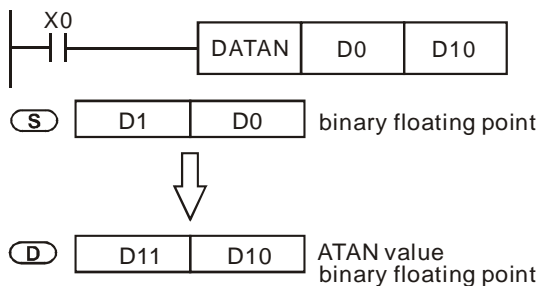 X0
DATAN D0 D10
S D1 D0 binary floating point
D D11 D10 ATAN value
binary floating point